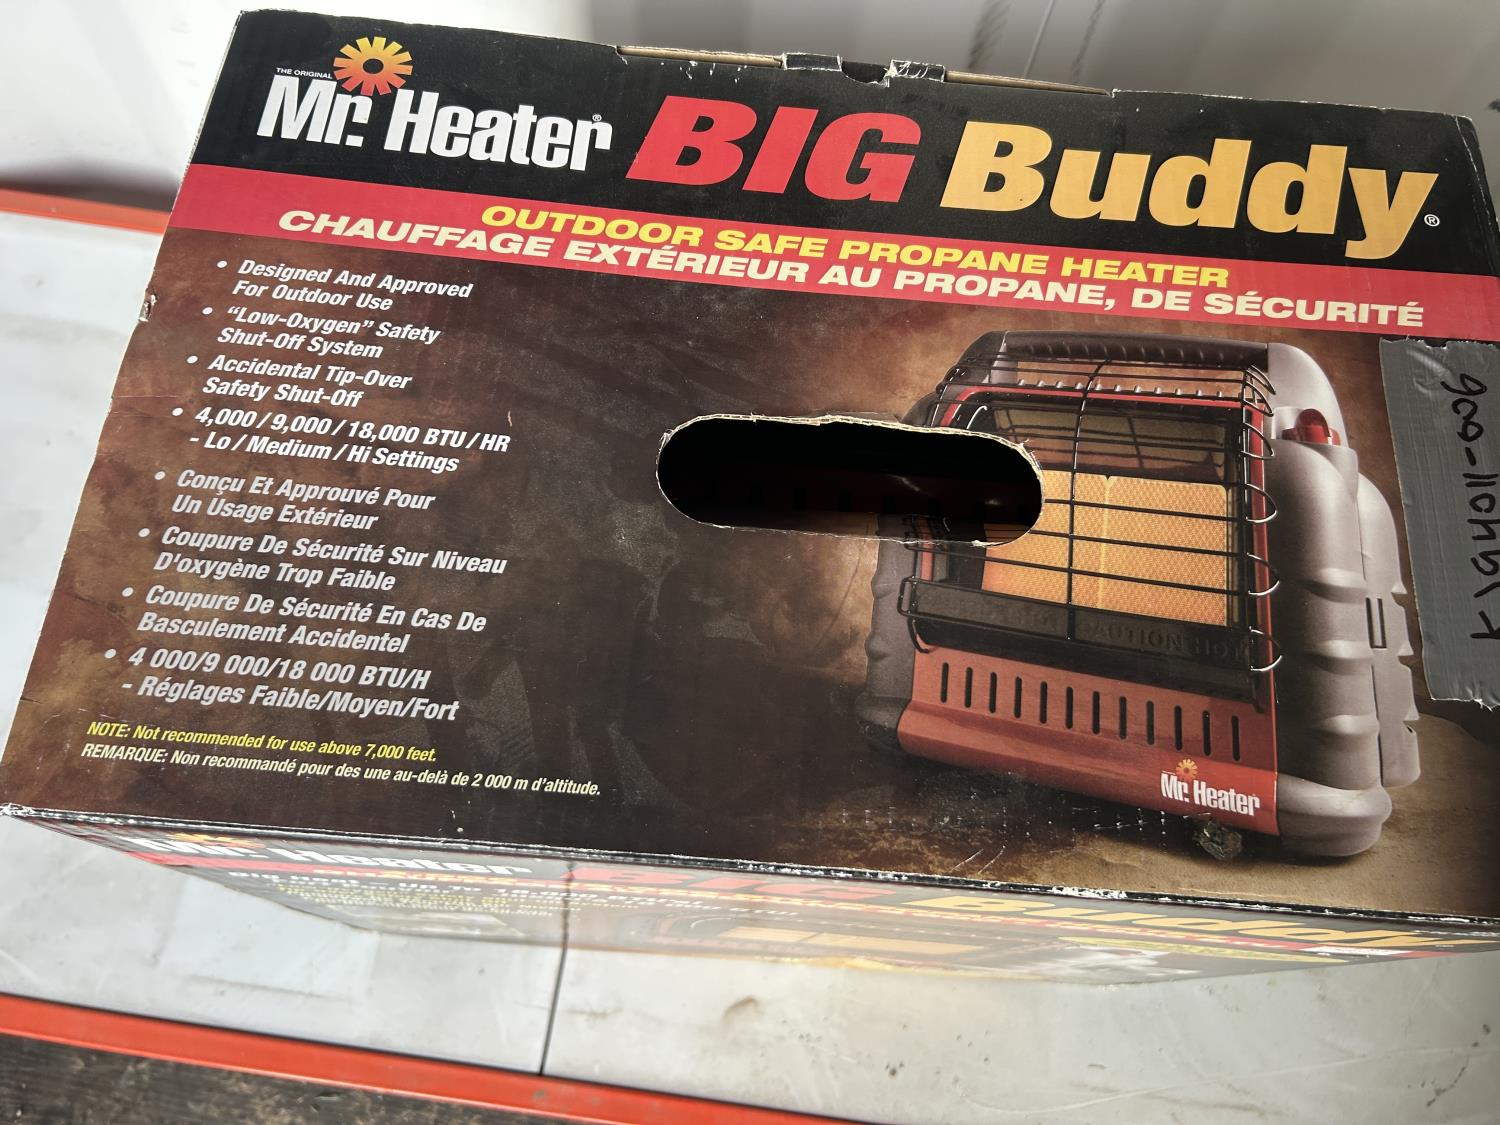 THE ORIGINAL
Mr. Heater® BIG Buddy®
OUTDOOR SAFE PROPANE HEATER
CHAUFFAGE EXTÉRIEUR AU PROPANE, DE SÉCURITÉ
• Designed And Approved
For Outdoor Use
• “Low-Oxygen” Safety
Shut-Off System
• Accidental Tip-Over
Safety Shut-Off
• 4,000 / 9,000 / 18,000 BTU / HR
- Lo / Medium / Hi Settings
• Conçu Et Approuvé Pour
Un Usage Extérieur
• Coupure De Sécurité Sur Niveau
D'oxygène Trop Faible
• Coupure De Sécurité En Cas De
Basculement Accidentel
• 4 000/9 000/18 000 BTU/H
- Réglages Faible/Moyen/Fort
NOTE: Not recommended for use above 7,000 feet.
REMARQUE: Non recommandé pour des une au-delà de 2 000 m d'altitude.
CAUTION HOT
Mr. Heater
Mr. Heater BIG Buddy